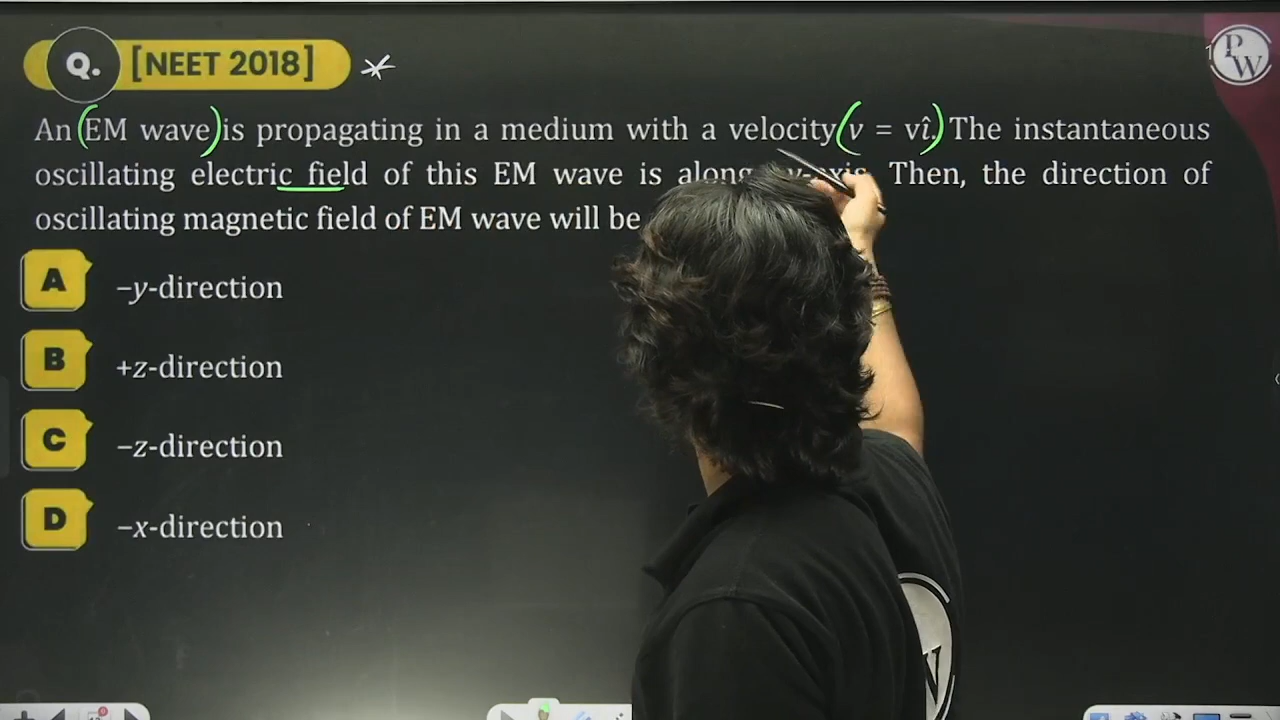 Q. [NEET 2018]
PW
An EM wave is propagating in a medium with a velocity v = vî. The instantaneous
oscillating electric field of this EM wave is along y-axis. Then, the direction of
oscillating magnetic field of EM wave will be
A –y-direction
B +z-direction
C –z-direction
D –x-direction